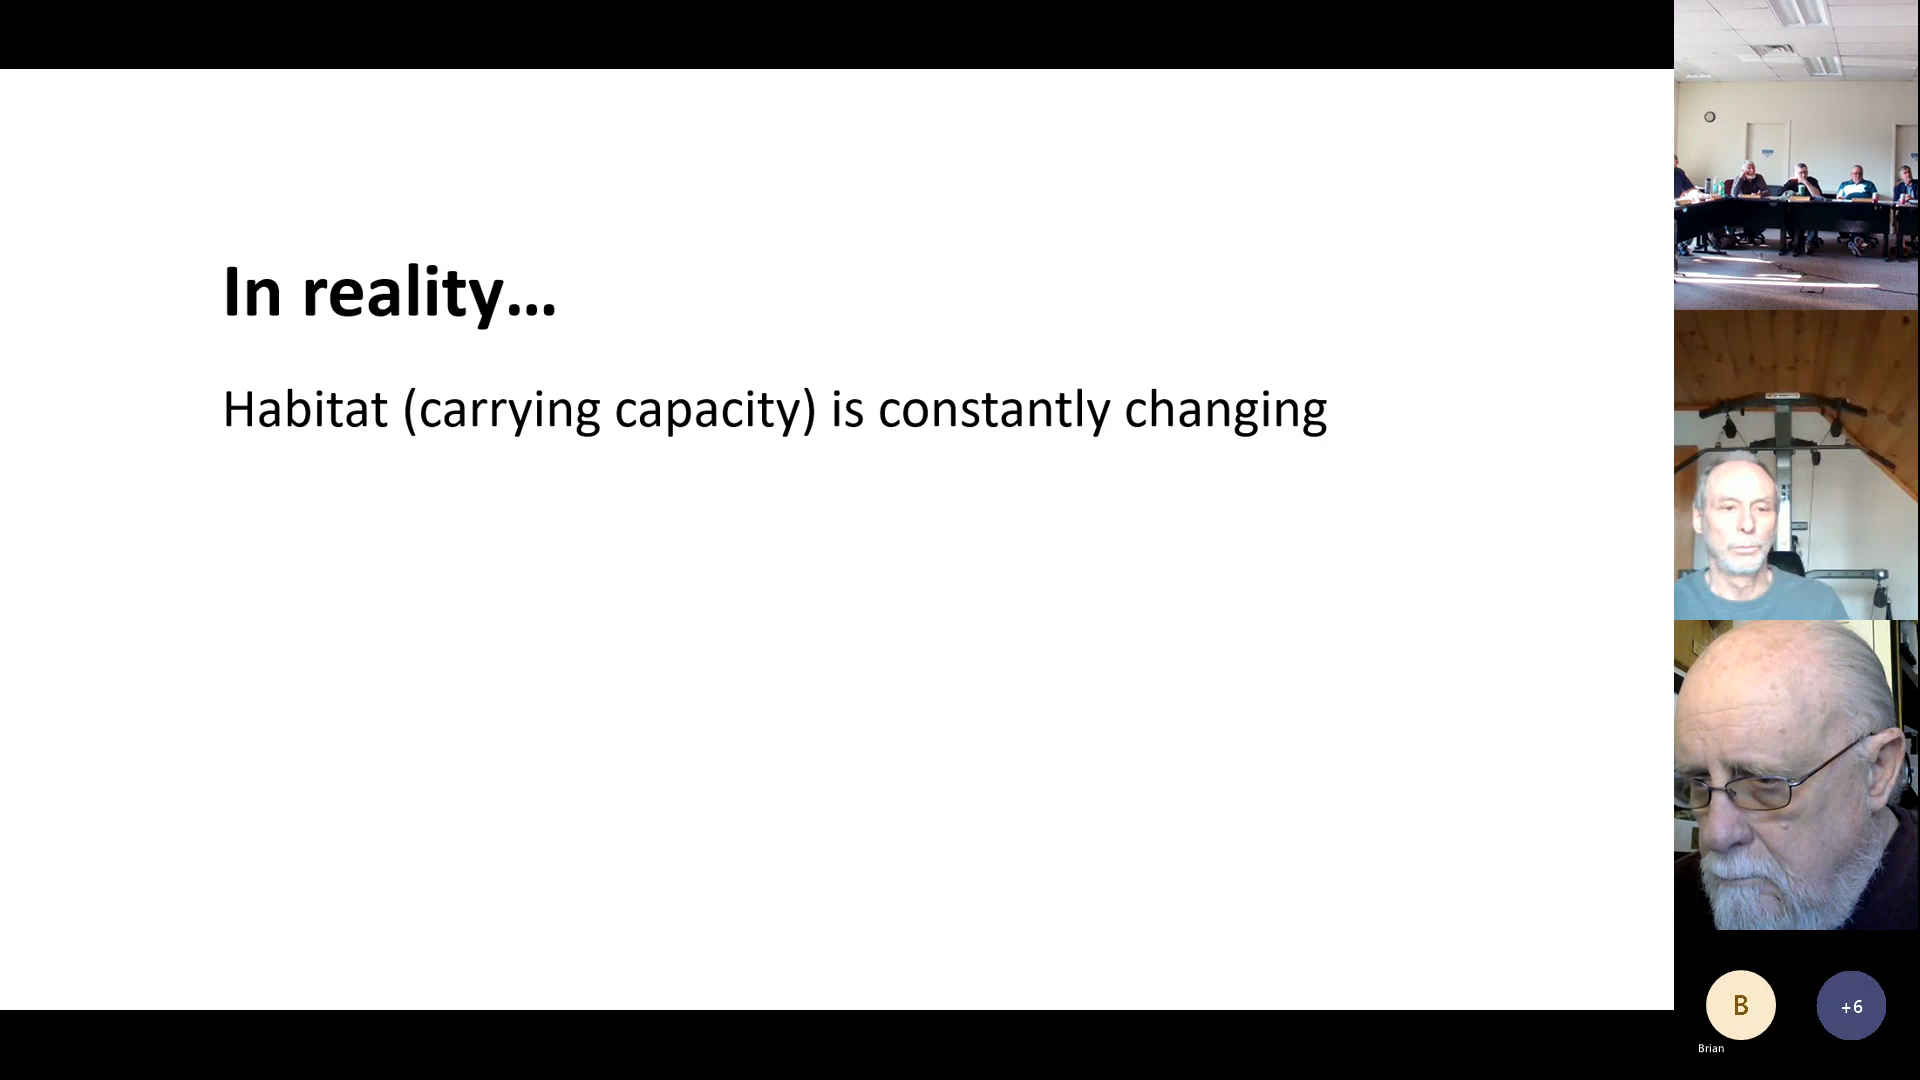 In reality...
Habitat (carrying capacity) is constantly changing
B
+6
Brian